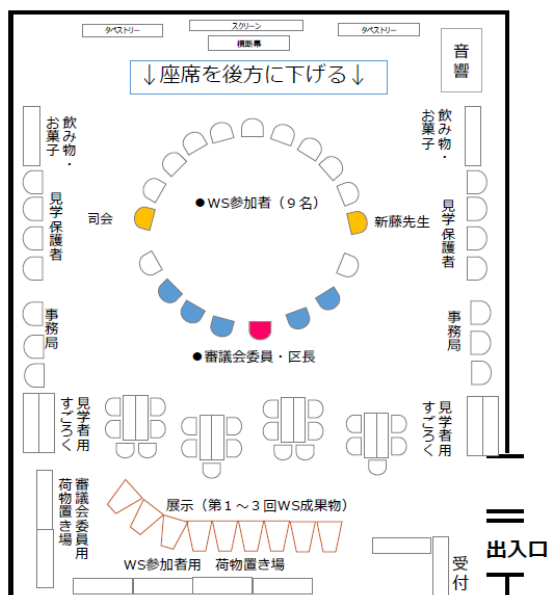 タペストリー
スクリーン
タペストリー
横断幕
音響
↓座席を後方に下げる↓
飲み物・
お菓子
飲み物・
お菓子
●WS参加者（９名）
見学保護者
見学保護者
司会
新藤先生
事務局
事務局
●審議会委員・区長
見学者用
すごろく
見学者用
すごろく
審議会委員用
荷物置き場
展示（第１～３回WS成果物）
WS参加者用　荷物置き場
出入口
受付